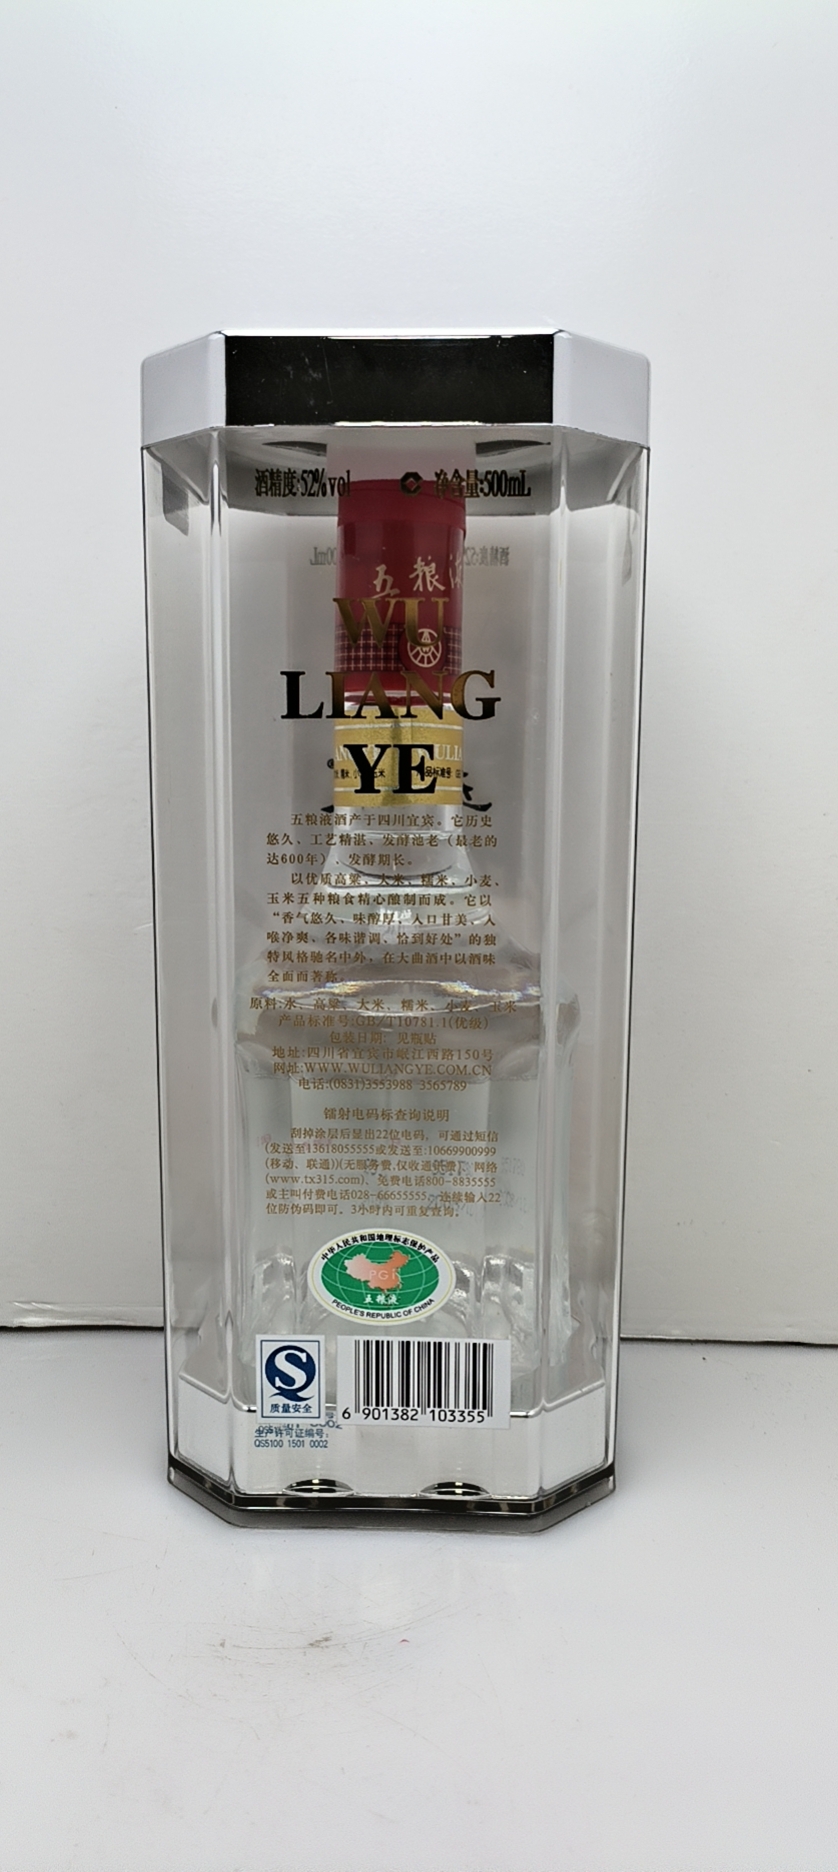 酒精度:52%vol 净含量:500mL
五粮液
WU
LIANG
YE
五粮液酒产于四川宜宾。它历史
悠久、工艺精湛、发酵池老（最老的
达600年）、发酵期长。
以优质高粱、大米、糯米、小麦、
玉米五种粮食精心酿制而成。它以
“香气悠久、味醇厚、入口甘美、入
喉净爽、各味谐调、恰到好处”的独
特风格驰名中外，在大曲酒中以酒味
全面而著称。
原料:水、高粱、大米、糯米、小麦、玉米
产品标准号:GB/T10781.1(优级)
包装日期: 见瓶贴
地址:四川省宜宾市岷江西路150号
网址:WWW.WULIANGYE.COM.CN
电话:(0831)3553988 3565789
镭射电码标查询说明
刮掉涂层后显出22位电码，可通过短信
(发送至13618055555或发送至:10669900999
(移动、联通))(无服务费,仅收通讯费)、网络
(www.tx315.com)、免费电话800-8835555
或主叫付费电话028-66655555，连续输入22
位防伪码即可。3小时内可重复查询。
中华人民共和国地理标志保护产品
PGI
五粮液
PEOPLE'S REPUBLIC OF CHINA
质量安全
6 901382 103355
生产许可证编号:
QS5100 1501 0002